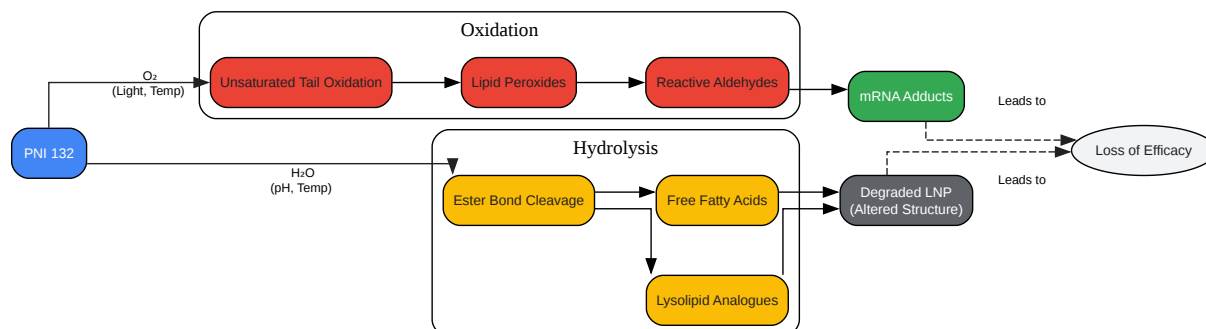 Oxidation
O₂
(Light, Temp)
Unsaturated Tail Oxidation
Lipid Peroxides
Reactive Aldehydes
mRNA Adducts
Leads to
PNI 132
Loss of Efficacy
Hydrolysis
H₂O
(pH, Temp)
Ester Bond Cleavage
Free Fatty Acids
Degraded LNP
(Altered Structure)
Leads to
Lysolipid Analogues